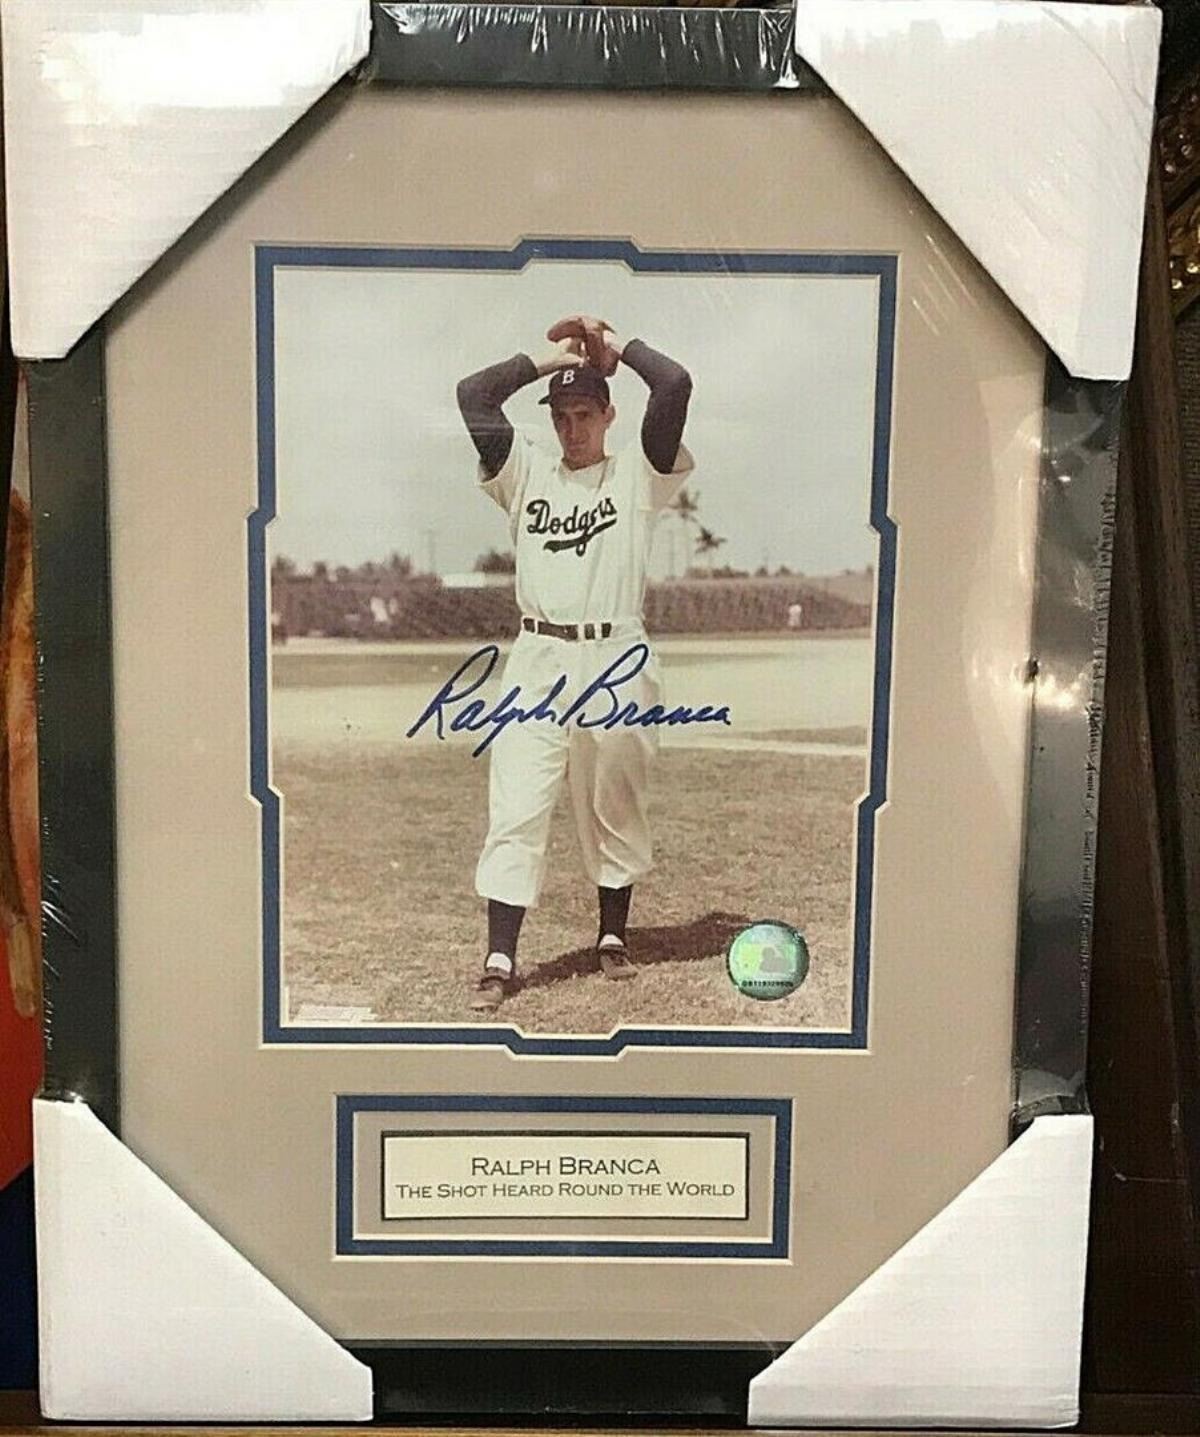 B
Dodgers
Ralph Branca
RALPH BRANCA
THE SHOT HEARD ROUND THE WORLD